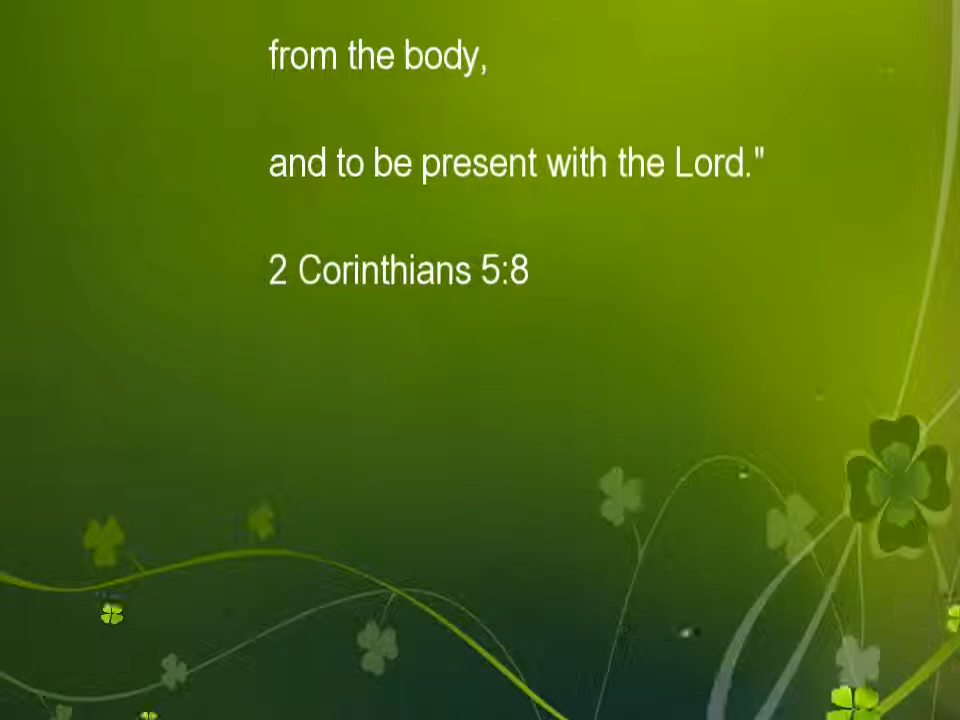 from the body,
and to be present with the Lord."
2 Corinthians 5:8